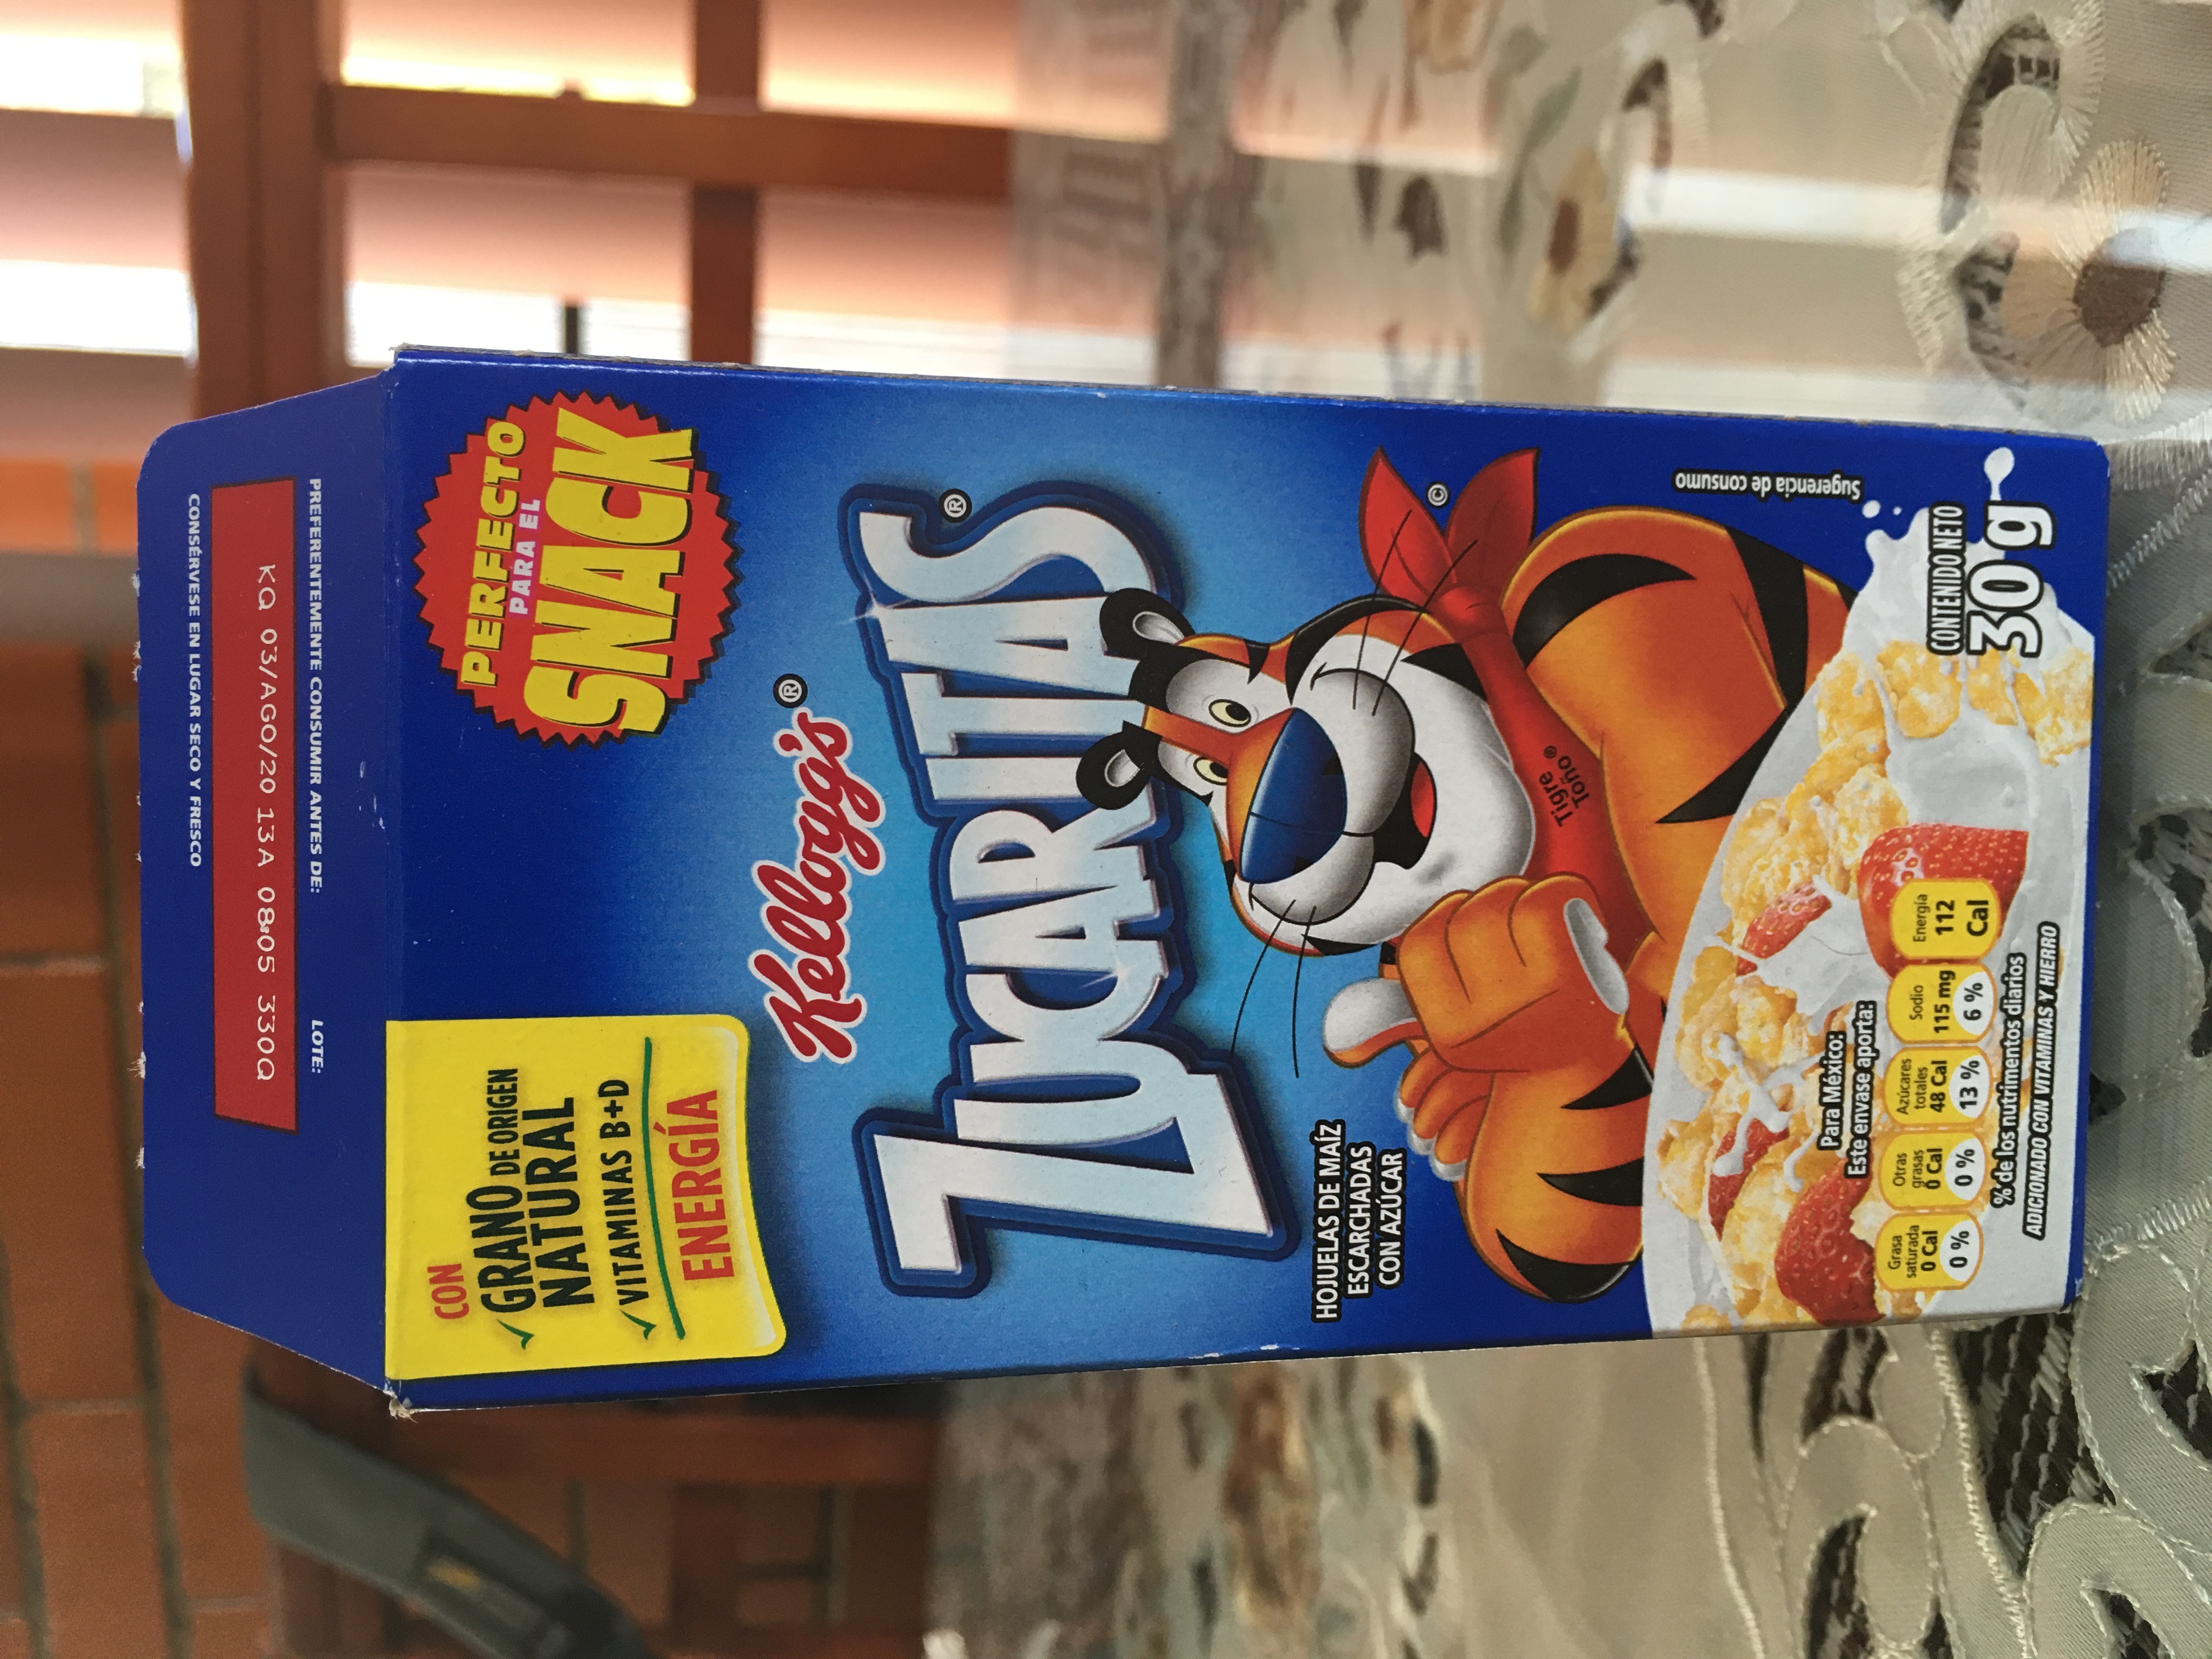 CONSÉRVESE EN LUGAR SECO Y FRESCO
KQ 03/AGO/20 13A 08:05 330Q
PREFERENTEMENTE CONSUMIR ANTES DE: LOTE:
CON
GRANO DE ORIGEN
NATURAL
VITAMINAS B+D
ENERGÍA
PERFECTO
PARA EL
SNACK
Kellogg's®
ZUCARITAS®
HOJUELAS DE MAÍZ
ESCARCHADAS
CON AZÚCAR
©
Tigre
Toño®
Sugerencia de consumo
Para México:
Este envase aporta:
Grasa
saturada
0 Cal
0 %
Otras
grasas
0 Cal
0 %
Azúcares
totales
48 Cal
13 %
Sodio
115 mg
6 %
Energía
112
Cal
% de los nutrimentos diarios
ADICIONADO CON VITAMINAS Y HIERRO
CONTENIDO NETO
30 g